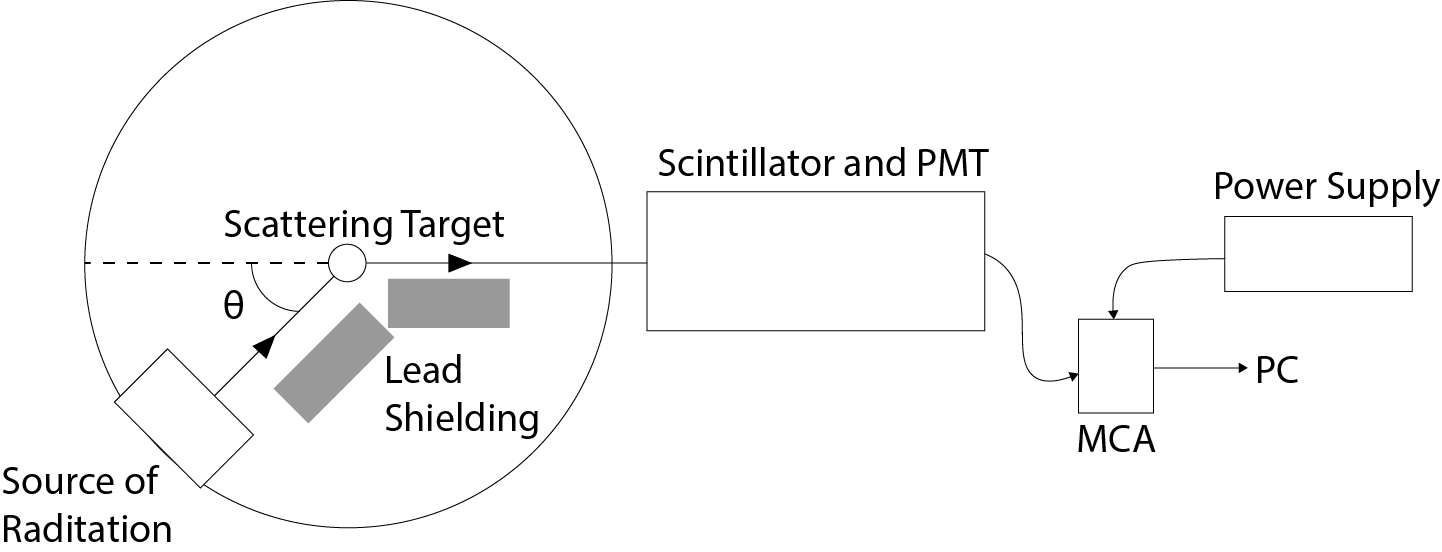 Scintillator and PMT
Power Supply
Scattering Target
θ
Lead
Shielding
PC
MCA
Source of
Raditation